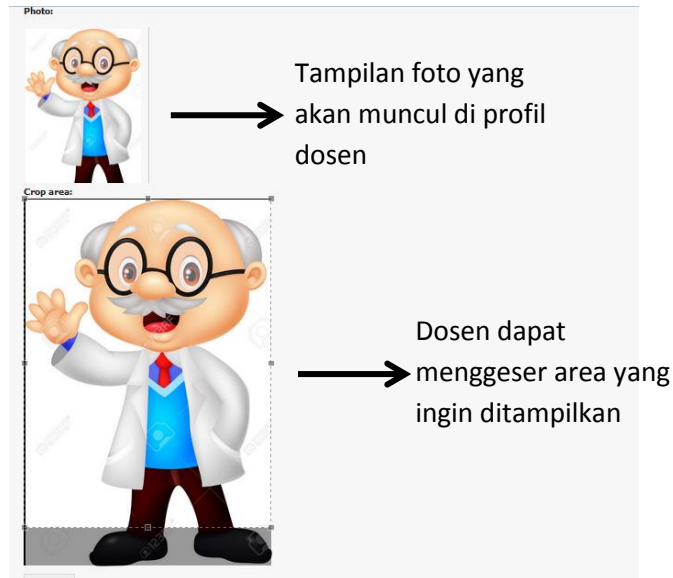 Photo:
Tampilan foto yang
akan muncul di profil
dosen
Crop area:
Dosen dapat
menggeser area yang
ingin ditampilkan